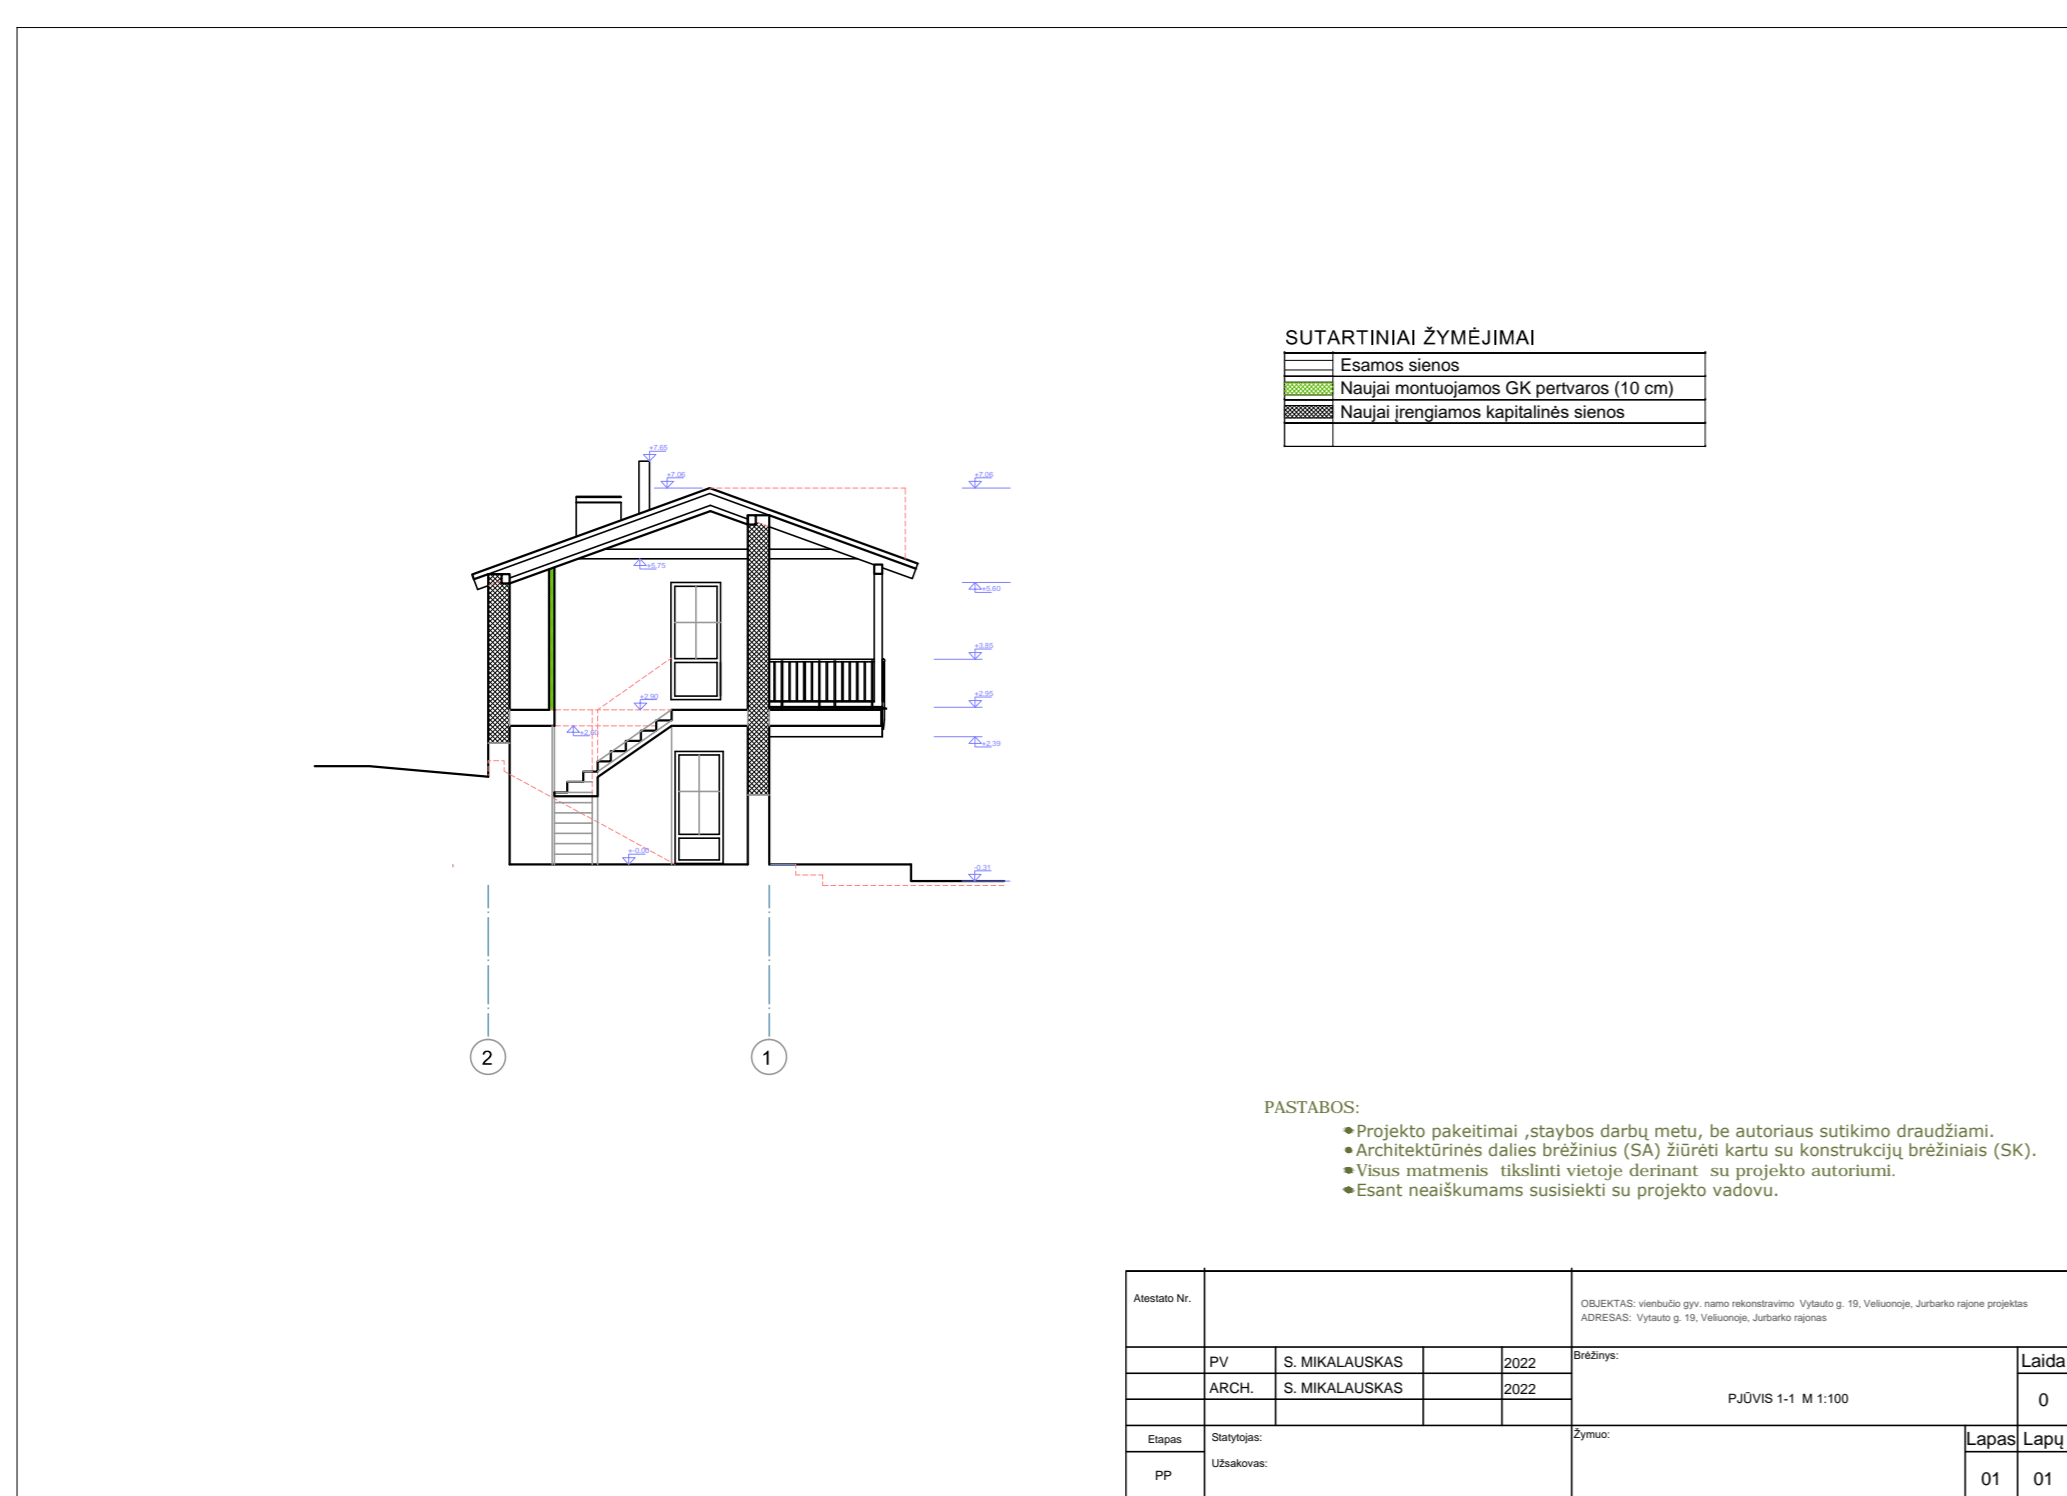 SUTARTINIAI ŽYMĖJIMAI
Esamos sienos
Naujai montuojamos GK pertvaros (10 cm)
Naujai įrengiamos kapitalinės sienos
+7.65
+7.06
+7.06
+5.75
+5.60
+3.85
+2.90
+2.95
+2.60
+2.39
+-0.00
-0.31
2
1
PASTABOS:
Projekto pakeitimai ,staybos darbų metu, be autoriaus sutikimo draudžiami.
Architektūrinės dalies brėžinius (SA) žiūrėti kartu su konstrukcijų brėžiniais (SK).
Visus matmenis tikslinti vietoje derinant su projekto autoriumi.
Esant neaiškumams susisiekti su projekto vadovu.
Atestato Nr.
OBJEKTAS: vienbučio gyv. namo rekonstravimo Vytauto g. 19, Veliuonoje, Jurbarko rajone projektas
ADRESAS: Vytauto g. 19, Veliuonoje, Jurbarko rajonas
PV S. MIKALAUSKAS 2022
ARCH. S. MIKALAUSKAS 2022
Brėžinys:
PJŪVIS 1-1 M 1:100
Laida
0
Etapas
PP
Statytojas:
Užsakovas:
Žymuo:
Lapas Lapų
01 01